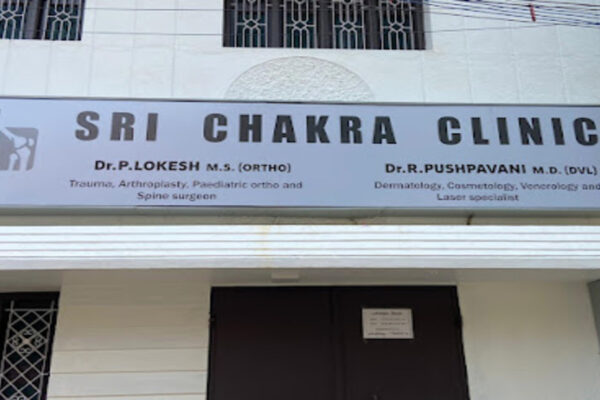 SRI CHAKRA CLINIC
Dr.P.LOKESH M.S.(ORTHO)
Trauma, Arthroplasty, Paediatric ortho and
Spine surgeon
Dr.R.PUSHPAVANI M.D.(DVL)
Dermatology, Cosmetology, Venerology and
Laser specialist